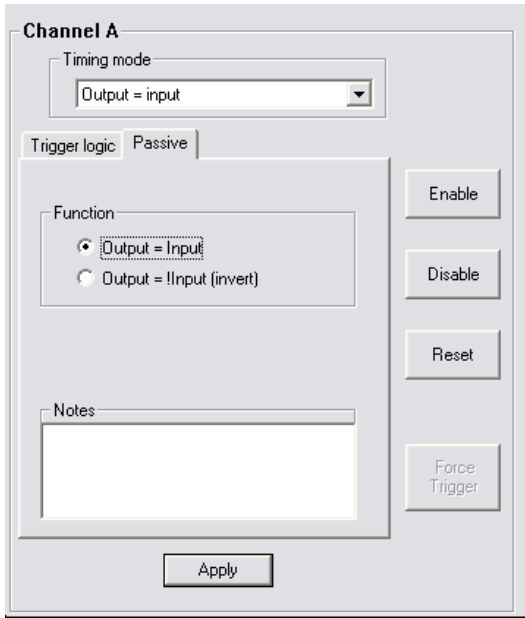 Channel A
Timing mode
Output = input
Trigger logic
Passive
Function
Output = Input
Output = !Input (invert)
Notes
Enable
Disable
Reset
Force
Trigger
Apply